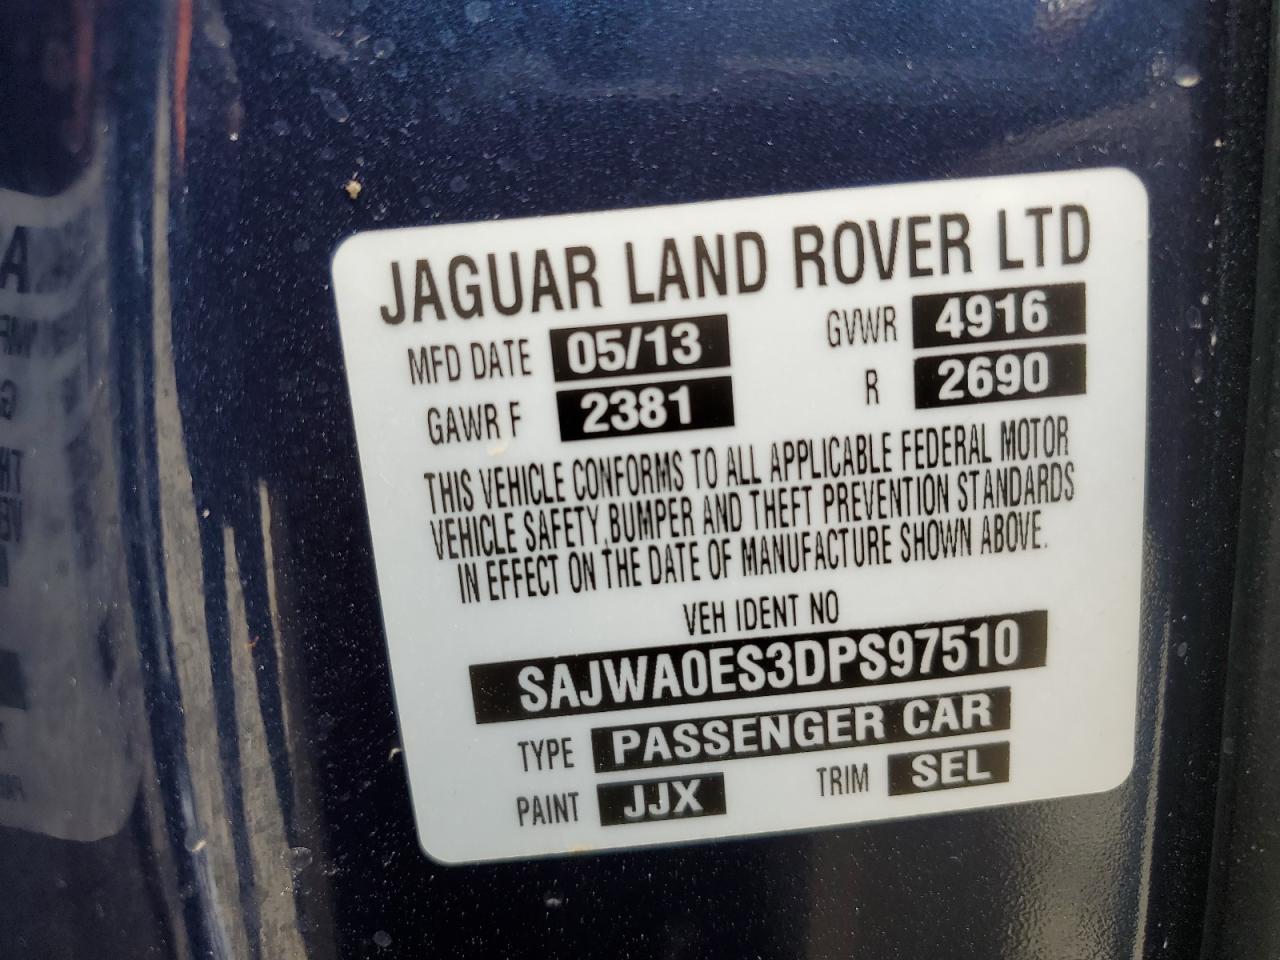 JAGUAR LAND ROVER LTD
MFD DATE 05/13 GVWR 4916
GAWR F 2381 R 2690
THIS VEHICLE CONFORMS TO ALL APPLICABLE FEDERAL MOTOR
VEHICLE SAFETY, BUMPER AND THEFT PREVENTION STANDARDS
IN EFFECT ON THE DATE OF MANUFACTURE SHOWN ABOVE.
VEH IDENT NO
SAJWA0ES3DPS97510
TYPE PASSENGER CAR
PAINT JJX TRIM SEL